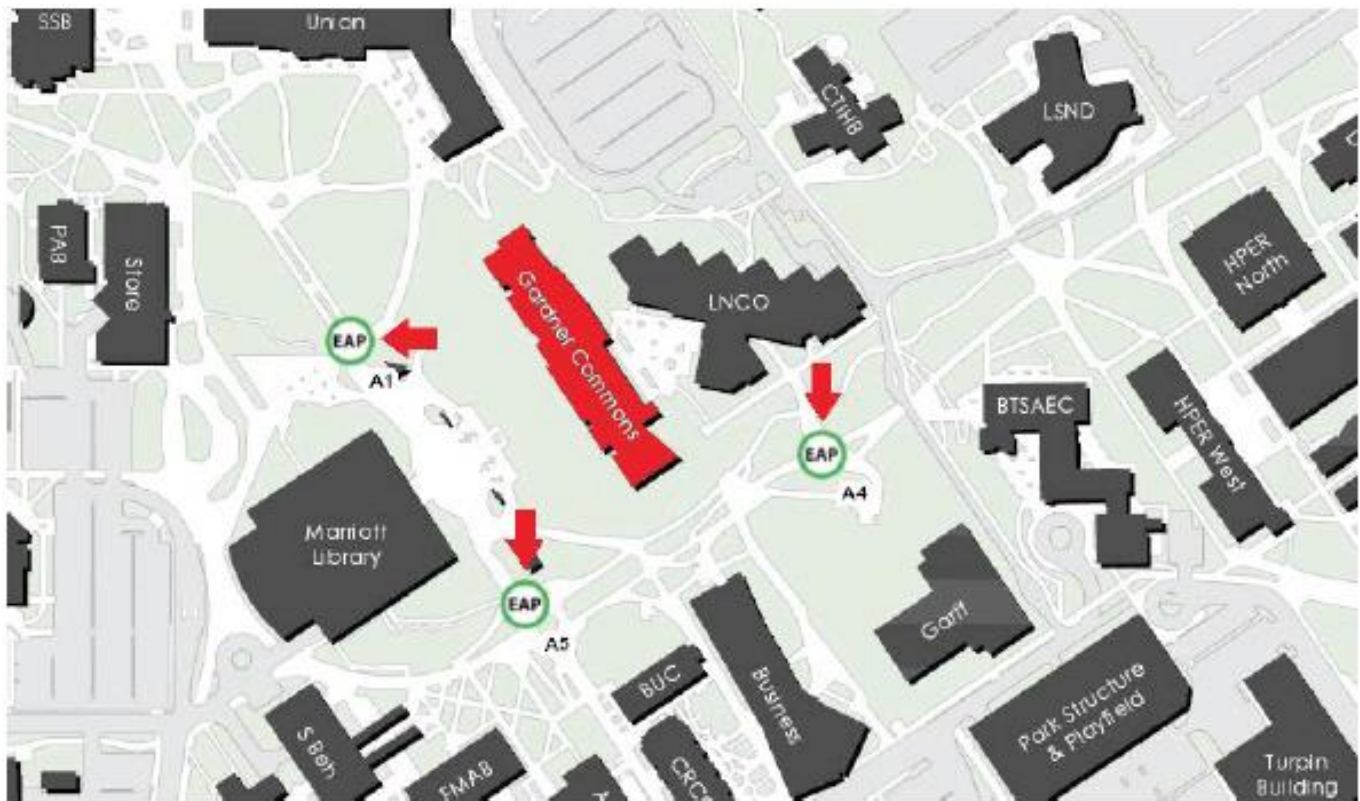 SSB
Union
CTIHB
LSND
PAB
Store
Gardner Commons
LNCO
HPER
North
EAP
A1
BTSAEC
HPER West
EAP
A4
Marriott
Library
EAP
A5
Garff
BUC
Business
Park Structure
& Playfield
S Beh
FMAB
CRCC
Turpin
Building